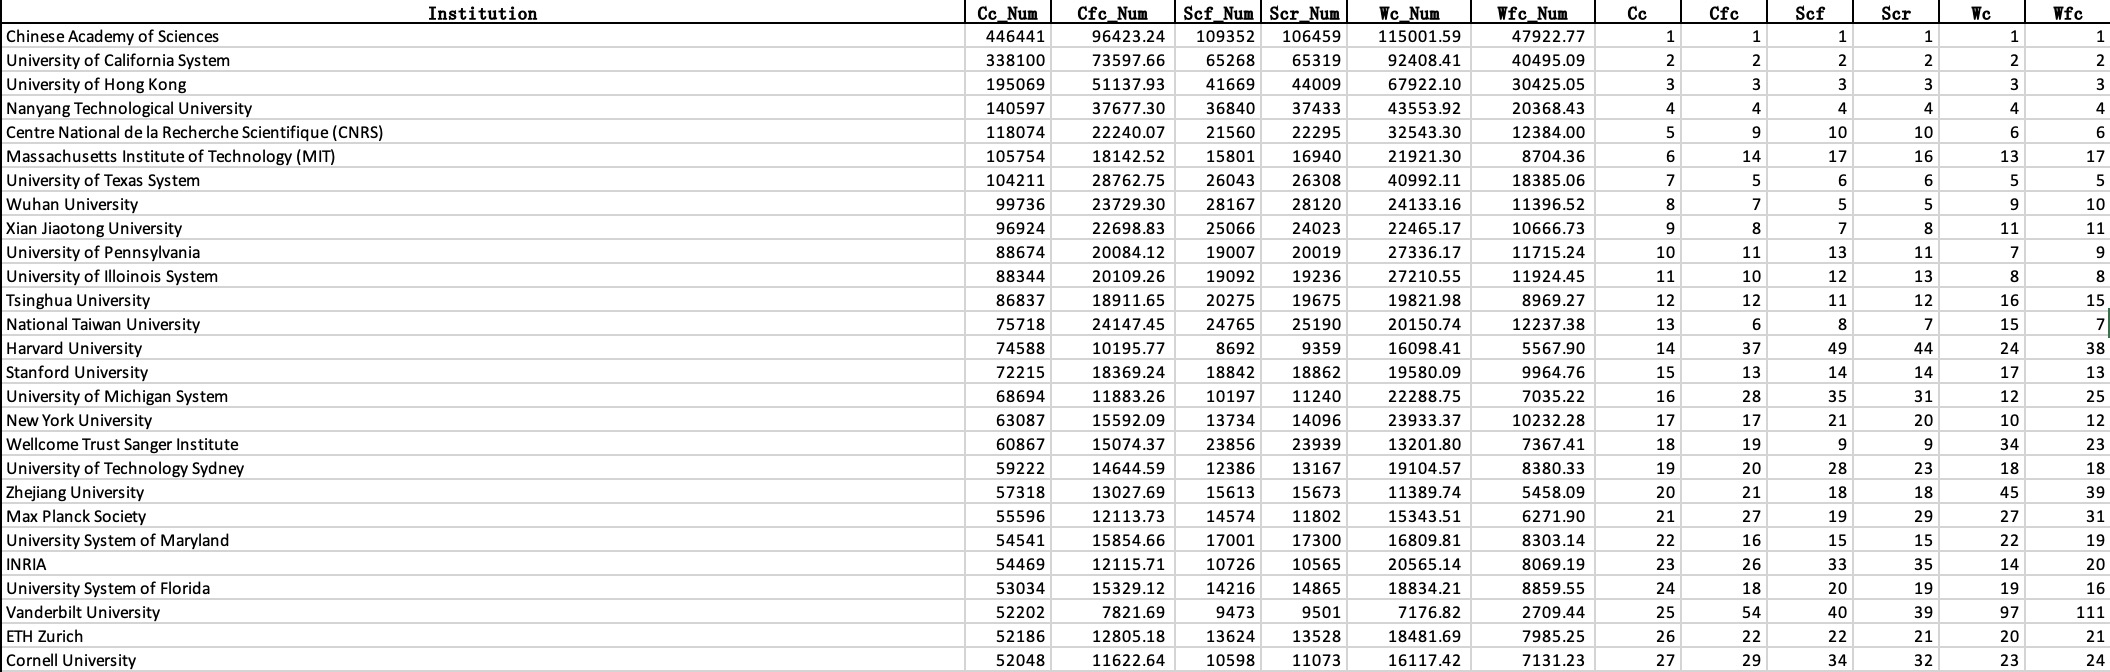 Institution Cc_Num Cfc_Num Scf_Num Scr_Num Wc_Num Wfc_Num Cc Cfc Scf Scr Wc Wfc
Chinese Academy of Sciences 446441 96423.24 109352 106459 115001.59 47922.77 1 1 1 1 1 1
University of California System 338100 73597.66 65268 65319 92408.41 40495.09 2 2 2 2 2 2
University of Hong Kong 195069 51137.93 41669 44009 67922.10 30425.05 3 3 3 3 3 3
Nanyang Technological University 140597 37677.30 36840 37433 43553.92 20368.43 4 4 4 4 4 4
Centre National de la Recherche Scientifique (CNRS) 118074 22240.07 21560 22295 32543.30 12384.00 5 9 10 10 6 6
Massachusetts Institute of Technology (MIT) 105754 18142.52 15801 16940 21921.30 8704.36 6 14 17 16 13 17
University of Texas System 104211 28762.75 26043 26308 40992.11 18385.06 7 5 6 6 5 5
Wuhan University 99736 23729.30 28167 28120 24133.16 11396.52 8 7 5 5 9 10
Xian Jiaotong University 96924 22698.83 25066 24023 22465.17 10666.73 9 8 7 8 11 11
University of Pennsylvania 88674 20084.12 19007 20019 27336.17 11715.24 10 11 13 11 7 9
University of Illoinois System 88344 20109.26 19092 19236 27210.55 11924.45 11 10 12 13 8 8
Tsinghua University 86837 18911.65 20275 19675 19821.98 8969.27 12 12 11 12 16 15
National Taiwan University 75718 24147.45 24765 25190 20150.74 12237.38 13 6 8 7 15 7
Harvard University 74588 10195.77 8692 9359 16098.41 5567.90 14 37 49 44 24 38
Stanford University 72215 18369.24 18842 18862 19580.09 9964.76 15 13 14 14 17 13
University of Michigan System 68694 11883.26 10197 11240 22288.75 7035.22 16 28 35 31 12 25
New York University 63087 15592.09 13734 14096 23933.37 10232.28 17 17 21 20 10 12
Wellcome Trust Sanger Institute 60867 15074.37 23856 23939 13201.80 7367.41 18 19 9 9 34 23
University of Technology Sydney 59222 14644.59 12386 13167 19104.57 8380.33 19 20 28 23 18 18
Zhejiang University 57318 13027.69 15613 15673 11389.74 5458.09 20 21 18 18 45 39
Max Planck Society 55596 12113.73 14574 11802 15343.51 6271.90 21 27 19 29 27 31
University System of Maryland 54541 15854.66 17001 17300 16809.81 8303.14 22 16 15 15 22 19
INRIA 54469 12115.71 10726 10565 20565.14 8069.19 23 26 33 35 14 20
University System of Florida 53034 15329.12 14216 14865 18834.21 8859.55 24 18 20 19 19 16
Vanderbilt University 52202 7821.69 9473 9501 7176.82 2709.44 25 54 40 39 97 111
ETH Zurich 52186 12805.18 13624 13528 18481.69 7985.25 26 22 22 21 20 21
Cornell University 52048 11622.64 10598 11073 16117.42 7131.23 27 29 34 32 23 24